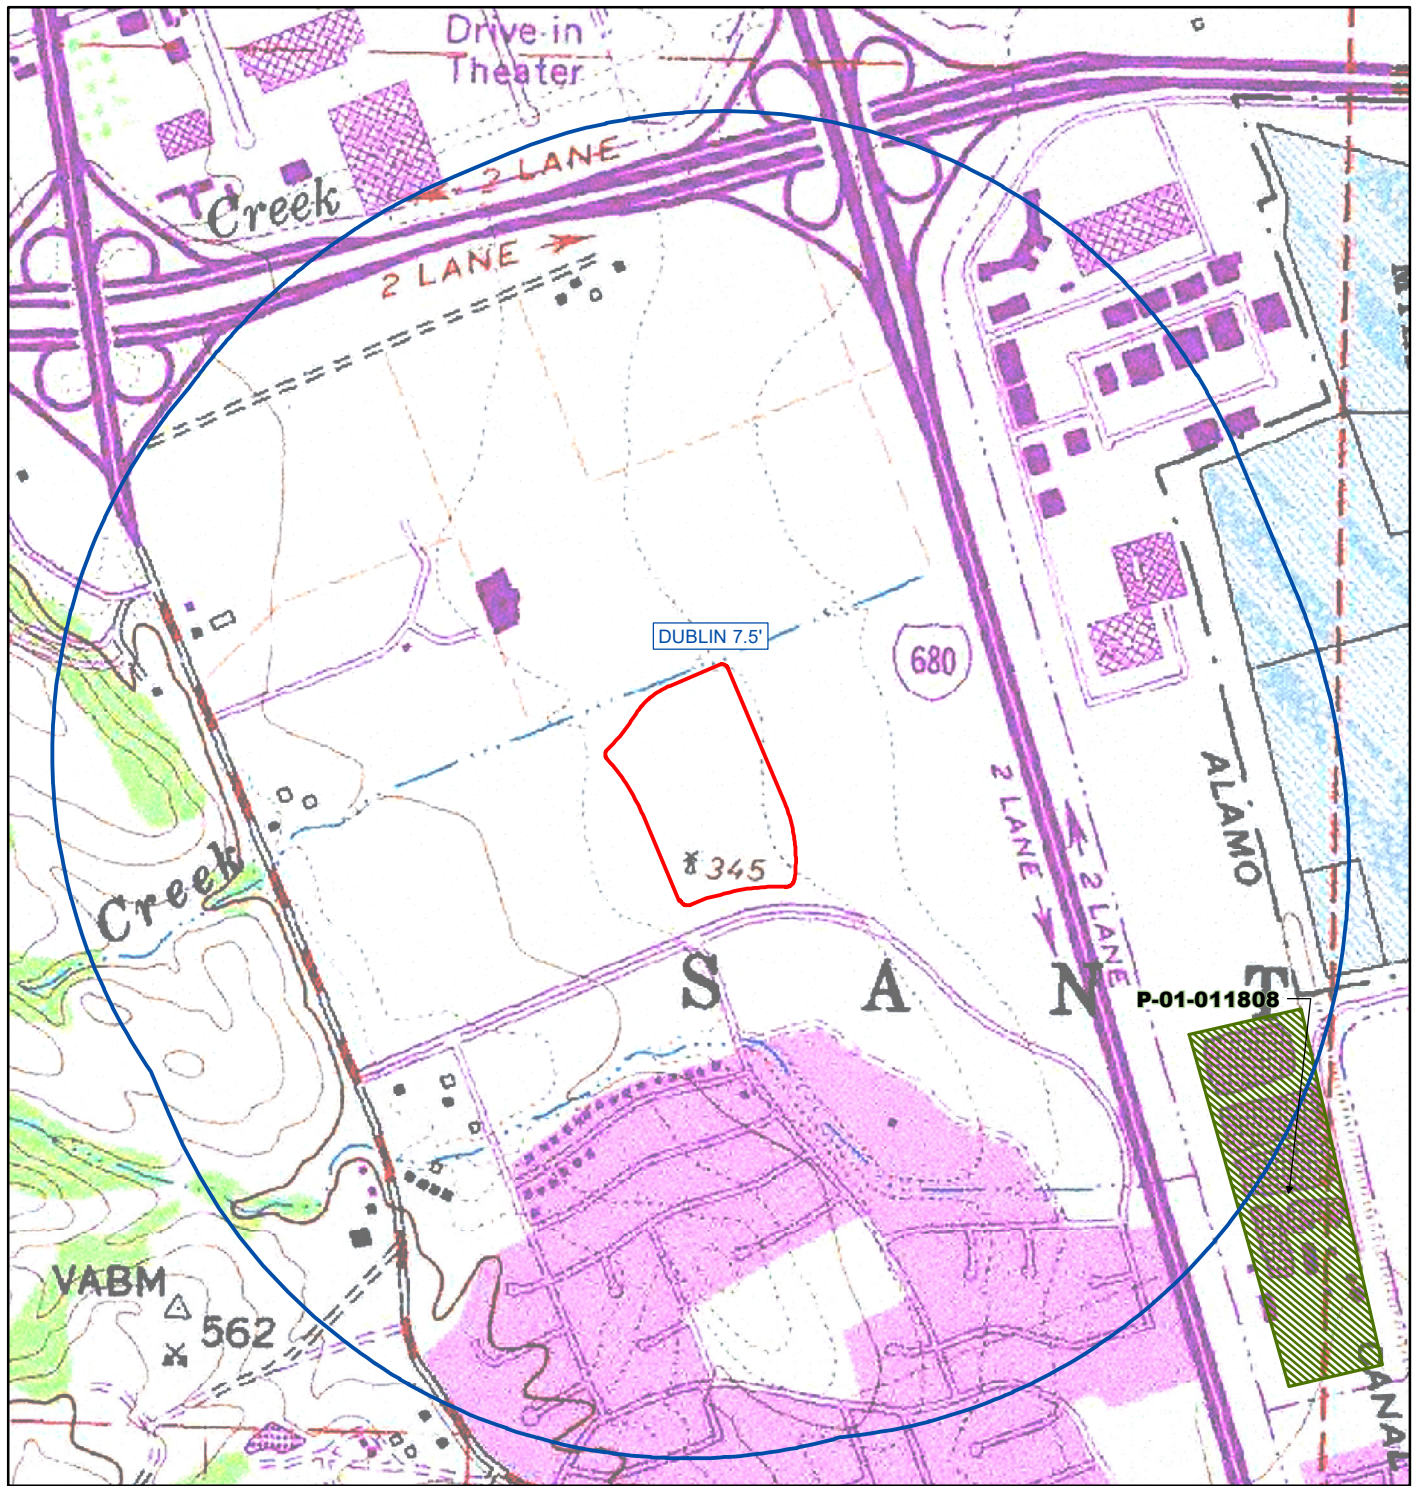 Drive-in
Theater
2 LANE
Creek
2 LANE
DUBLIN 7.5'
680
2 LANE
2 LANE
ALAMO
345
Creek
S A N T
P-01-011808
VABM
562
CANAL